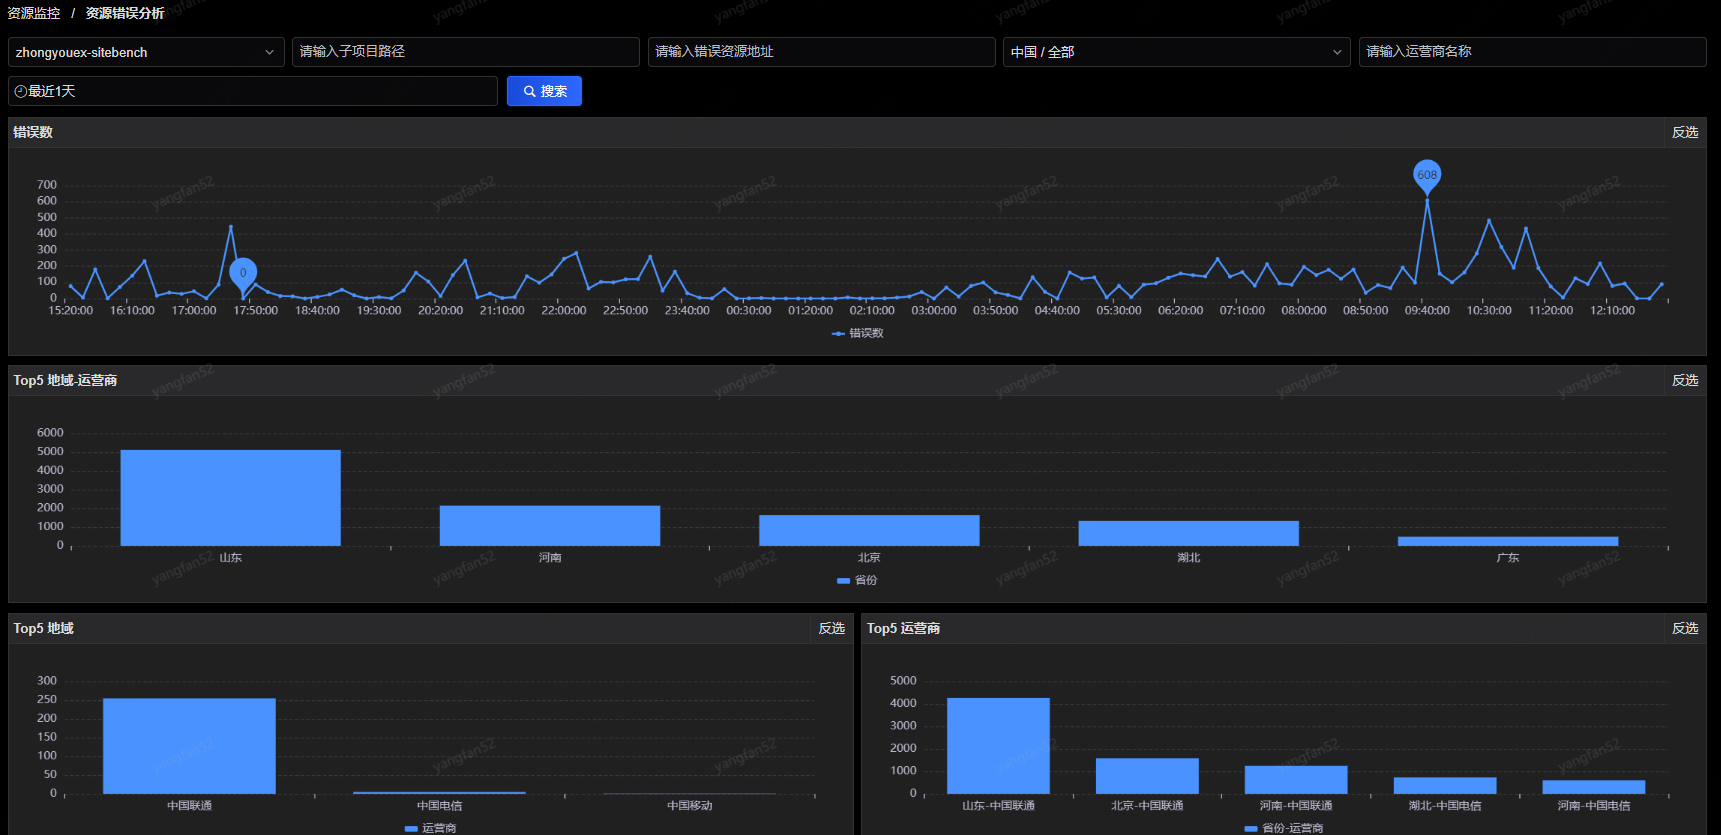 资源监控 / 资源错误分析
zhongyouex-sitebench 请输入子项目路径 请输入错误资源地址 中国 / 全部 请输入运营商名称
最近1天 搜索
错误数 反选
700
600
500
400
300
200
100
0
608
0
15:20:00 16:10:00 17:00:00 17:50:00 18:40:00 19:30:00 20:20:00 21:10:00 22:00:00 22:50:00 23:40:00 00:30:00 01:20:00 02:10:00 03:00:00 03:50:00 04:40:00 05:30:00 06:20:00 07:10:00 08:00:00 08:50:00 09:40:00 10:30:00 11:20:00 12:10:00
错误数
Top5 地域-运营商 反选
6000
5000
4000
3000
2000
1000
0
山东 河南 北京 湖北 广东
省份
Top5 地域 反选
300
250
200
150
100
50
0
中国联通 中国电信 中国移动
运营商
Top5 运营商 反选
5000
4000
3000
2000
1000
0
山东-中国联通 北京-中国联通 河南-中国联通 湖北-中国电信 河南-中国电信
省份-运营商
yangfan52